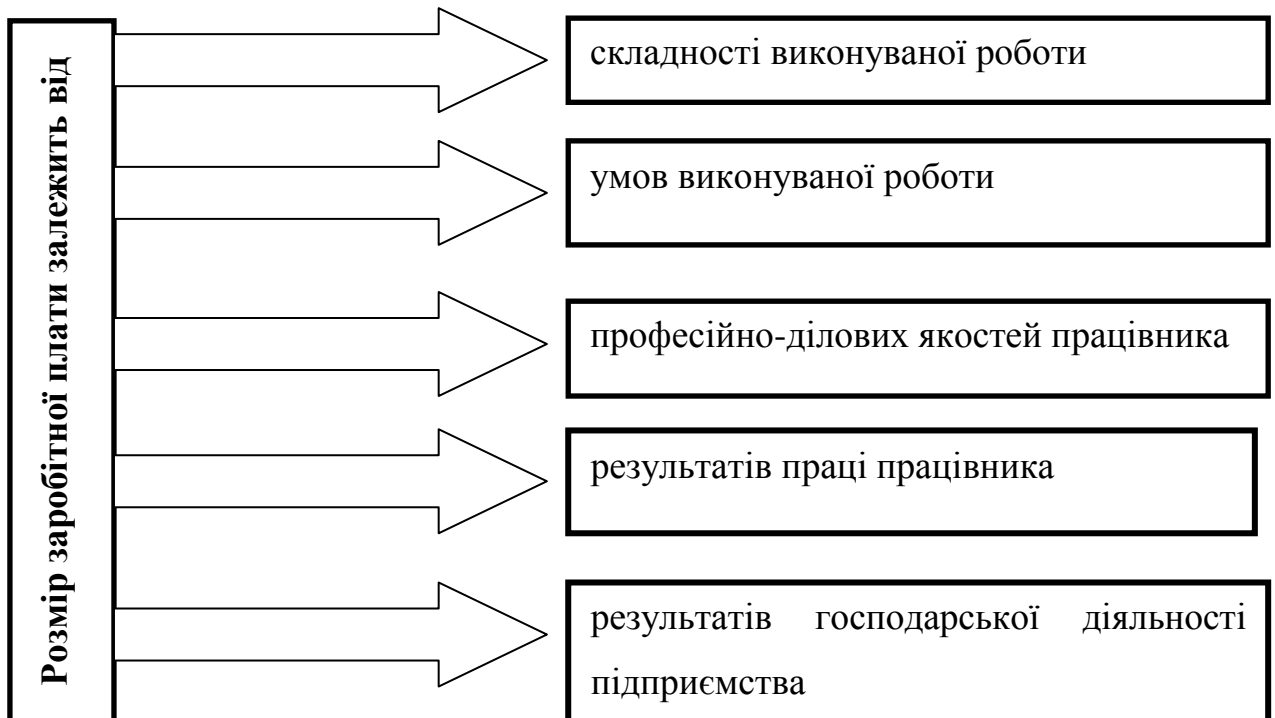 Розмір заробітної плати залежить від
складності виконуваної роботи
умов виконуваної роботи
професійно-ділових якостей працівника
результатів праці працівника
результатів господарської діяльності
підприємства